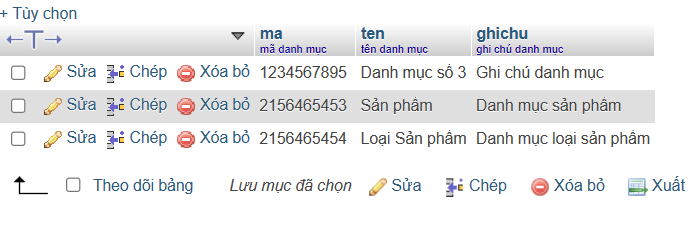 + Tùy chọn
ma ten ghichu
mã danh mục tên danh mục ghi chú danh mục
Sửa Chép Xóa bỏ 1234567895 Danh mục số 3 Ghi chú danh mục
Sửa Chép Xóa bỏ 2156465453 Sản phẩm Danh mục sản phẩm
Sửa Chép Xóa bỏ 2156465454 Loại Sản phẩm Danh mục loại sản phẩm
Theo dõi bảng Lưu mục đã chọn Sửa Chép Xóa bỏ Xuất